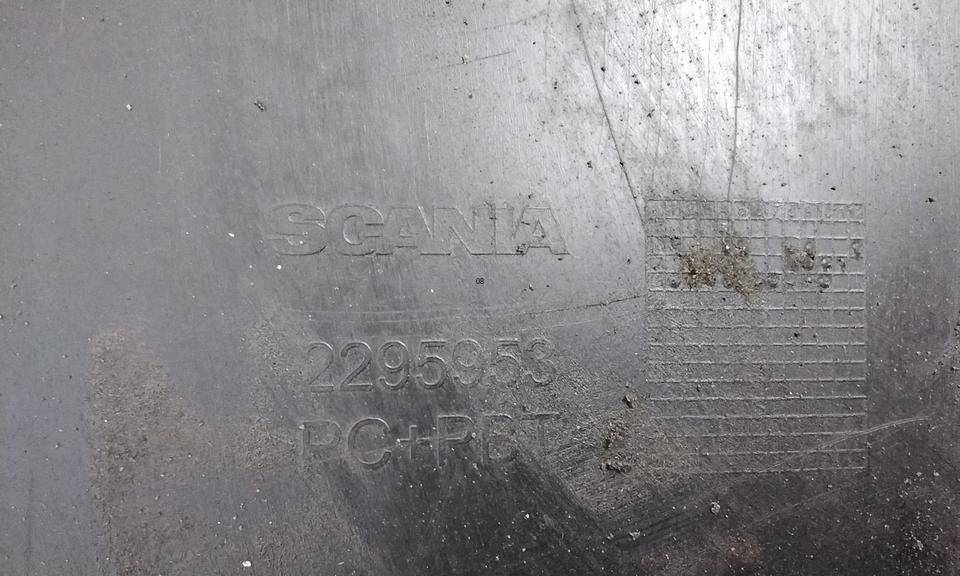 SCANIA
08
2295953
PC+PBT